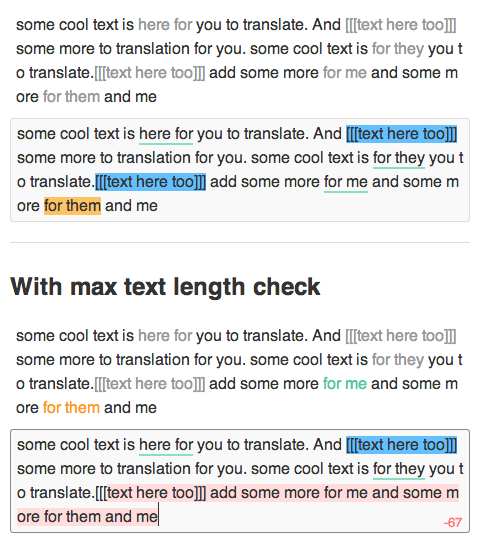 some cool text is here for you to translate. And [[[text here too]]]
some more to translation for you. some cool text is for they you t
o translate.[[[text here too]]] add some more for me and some m
ore for them and me
some cool text is here for you to translate. And [[[text here too]]]
some more to translation for you. some cool text is for they you t
o translate.[[[text here too]]] add some more for me and some m
ore for them and me
With max text length check
some cool text is here for you to translate. And [[[text here too]]]
some more to translation for you. some cool text is for they you t
o translate.[[[text here too]]] add some more for me and some m
ore for them and me
some cool text is here for you to translate. And [[[text here too]]]
some more to translation for you. some cool text is for they you t
o translate.[[[text here too]]] add some more for me and some m
ore for them and me
-67